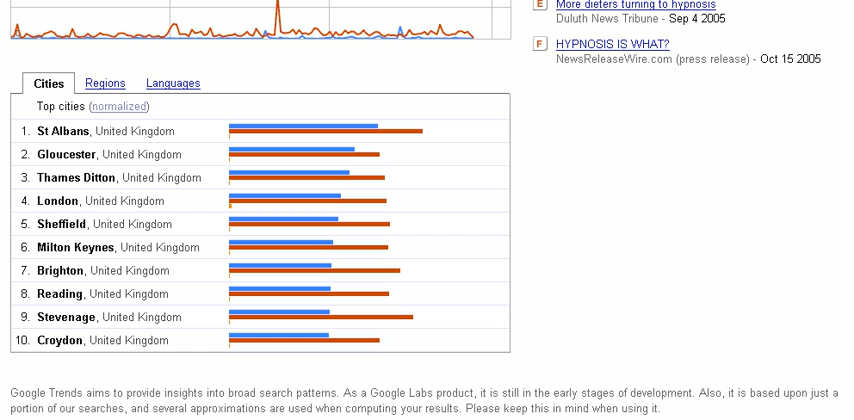 E More dieters turning to hypnosis
Duluth News Tribune - Sep 4 2005
F HYPNOSIS IS WHAT?
NewsReleaseWire.com (press release) - Oct 15 2005
Cities Regions Languages
Top cities (normalized)
1. St Albans, United Kingdom
2. Gloucester, United Kingdom
3. Thames Ditton, United Kingdom
4. London, United Kingdom
5. Sheffield, United Kingdom
6. Milton Keynes, United Kingdom
7. Brighton, United Kingdom
8. Reading, United Kingdom
9. Stevenage, United Kingdom
10. Croydon, United Kingdom
Google Trends aims to provide insights into broad search patterns. As a Google Labs product, it is still in the early stages of development. Also, it is based upon just a
portion of our searches, and several approximations are used when computing your results. Please keep this in mind when using it.